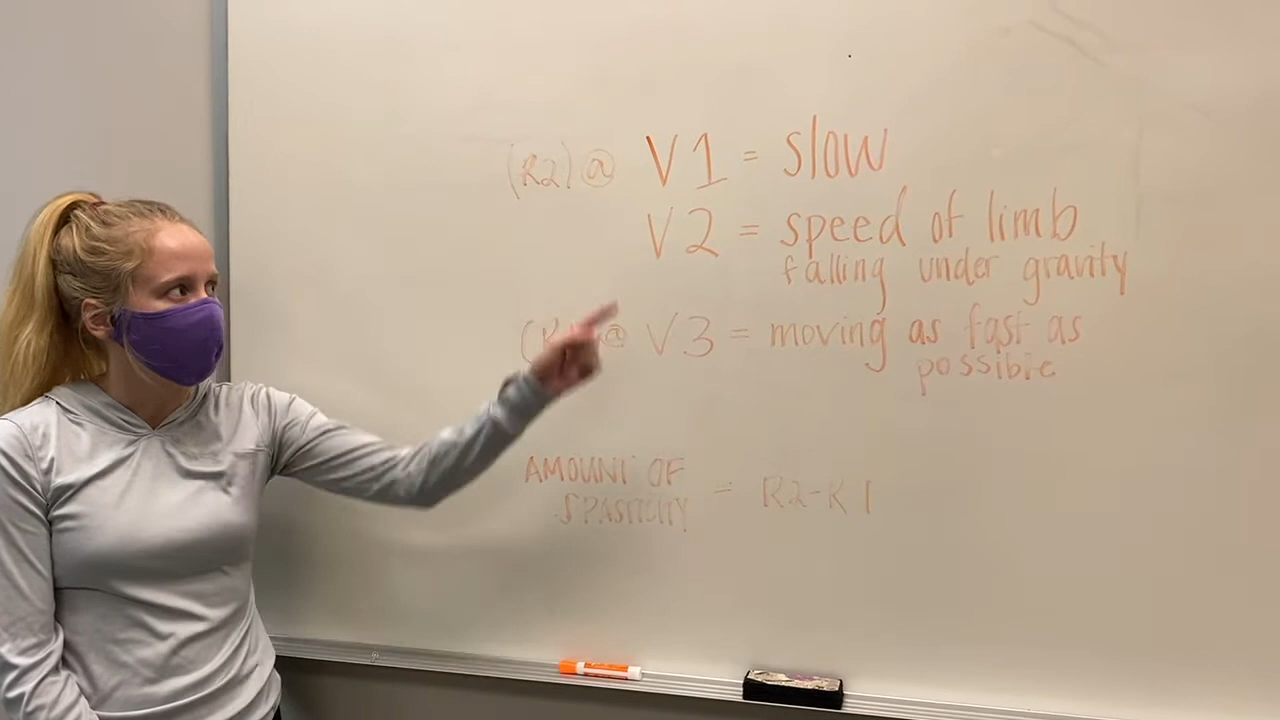 (R2) @ V1 = slow
V2 = speed of limb
falling under gravity
@ V3 = moving as fast as
possible
AMOUNT OF
SPASTICITY = R2-R1